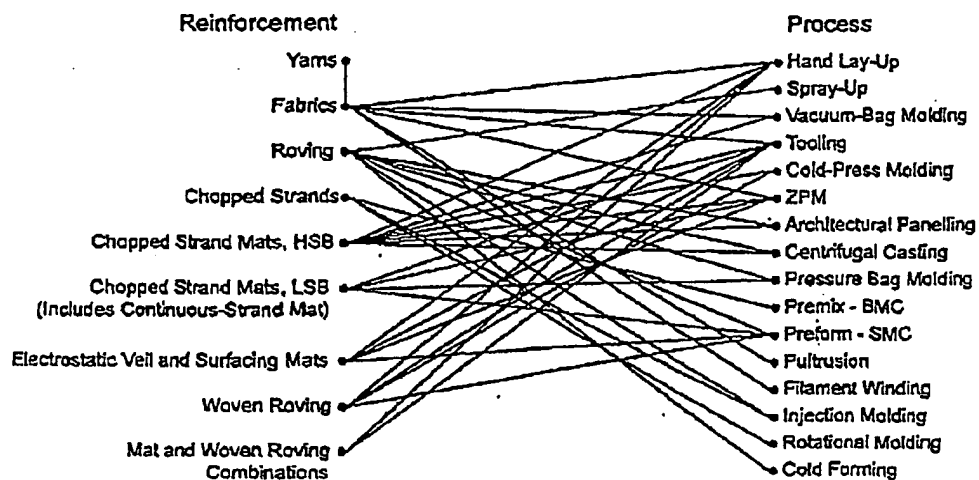 Reinforcement
Yarns
Fabrics
Roving
Chopped Strands
Chopped Strand Mats, HSB
Chopped Strand Mats, LSB
(Includes Continuous-Strand Mat)
Electrostatic Veil and Surfacing Mats
Woven Roving
Mat and Woven Roving
Combinations
Process
Hand Lay-Up
Spray-Up
Vacuum-Bag Molding
Tooling
Cold-Press Molding
ZPM
Architectural Panelling
Centrifugal Casting
Pressure Bag Molding
Premix - BMC
Preform - SMC
Pultrusion
Filament Winding
Injection Molding
Rotational Molding
Cold Forming